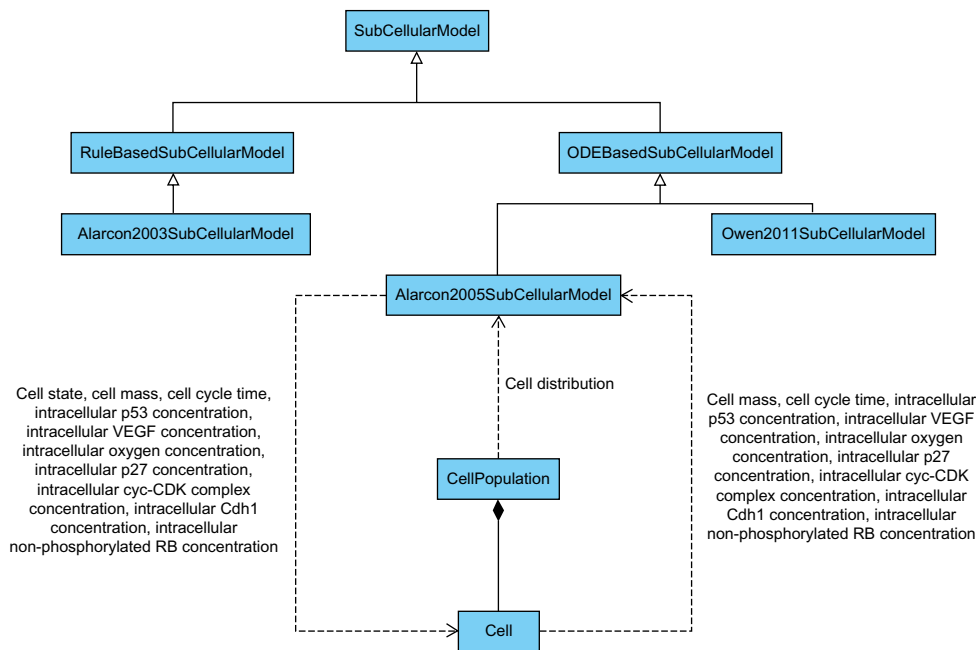 SubCellularModel
RuleBasedSubCellularModel
ODEBasedSubCellularModel
Alarcon2003SubCellularModel
Owen2011SubCellularModel
Alarcon2005SubCellularModel
Cell distribution
Cell state, cell mass, cell cycle time,
intracellular p53 concentration,
intracellular VEGF concentration,
intracellular oxygen concentration,
intracellular p27 concentration,
intracellular cyc-CDK complex
concentration, intracellular Cdh1
concentration, intracellular
non-phosphorylated RB concentration
Cell mass, cell cycle time, intracellular
p53 concentration, intracellular VEGF
concentration, intracellular oxygen
concentration, intracellular p27
concentration, intracellular cyc-CDK
complex concentration, intracellular
Cdh1 concentration, intracellular
non-phosphorylated RB concentration
CellPopulation
Cell